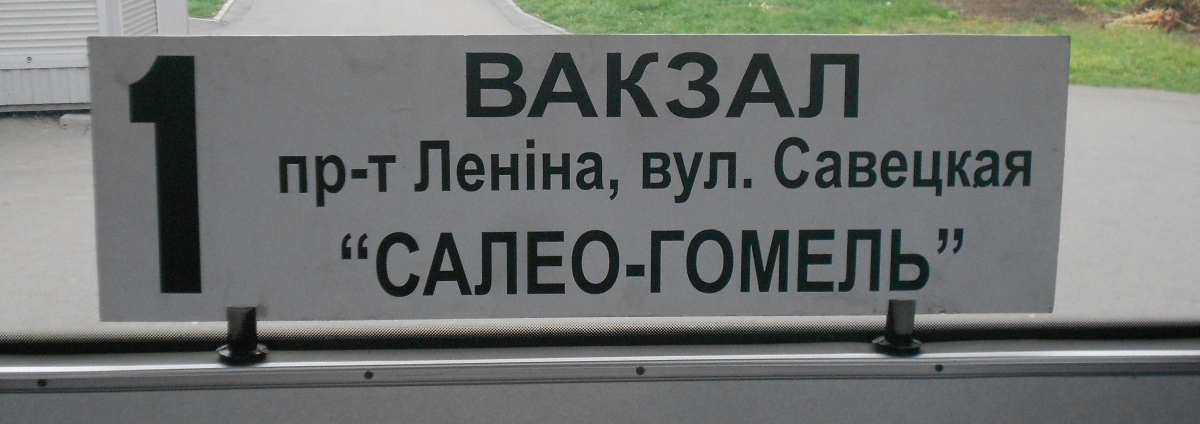 1
ВАКЗАЛ
пр-т Леніна, вул. Савецкая
“САЛЕО-ГОМЕЛЬ”